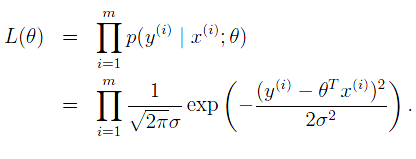 L(θ) = ∏_{i=1}^{m} p(y^{(i)} | x^{(i)}; θ)
= ∏_{i=1}^{m} \frac{1}{\sqrt{2π}σ} exp( −\frac{(y^{(i)} − θ^T x^{(i)})^2}{2σ^2} ).